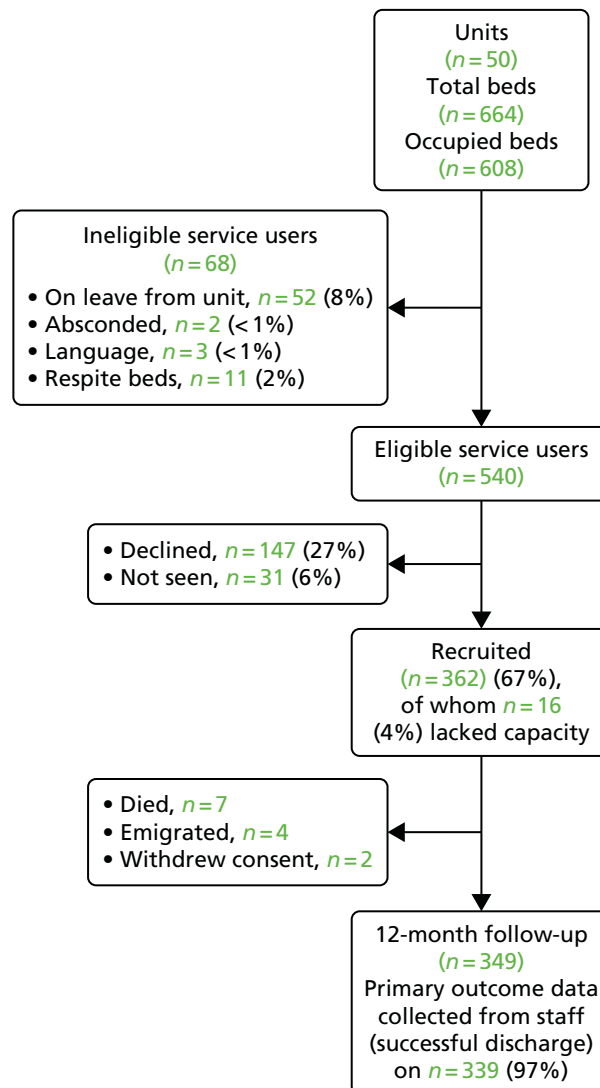 Units
(n=50)
Total beds
(n=664)
Occupied beds
(n=608)
Ineligible service users
(n=68)
• On leave from unit, n=52 (8%)
• Absconded, n=2 (<1%)
• Language, n=3 (<1%)
• Respite beds, n=11 (2%)
Eligible service users
(n=540)
• Declined, n=147 (27%)
• Not seen, n=31 (6%)
Recruited
(n=362) (67%),
of whom n=16
(4%) lacked capacity
• Died, n=7
• Emigrated, n=4
• Withdrew consent, n=2
12-month follow-up
(n=349)
Primary outcome data
collected from staff
(successful discharge)
on n=339 (97%)